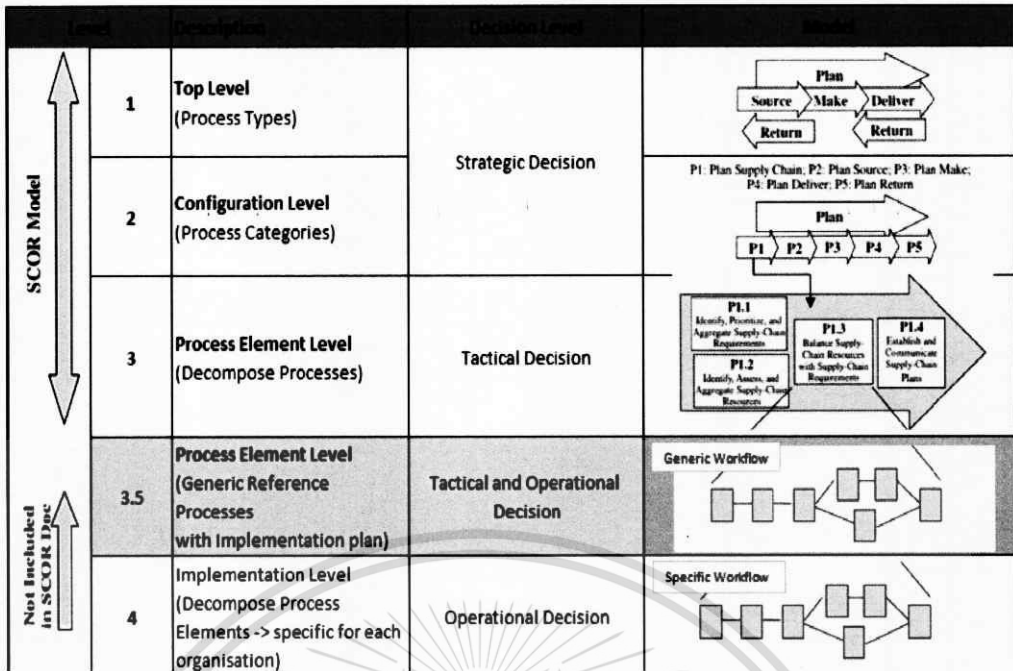 Level Description Decision Level Model
SCOR Model
1
Top Level
(Process Types)
Strategic Decision
Plan
Source Make Deliver
Return Return
2
Configuration Level
(Process Categories)
P1: Plan Supply Chain; P2: Plan Source; P3: Plan Make;
P4: Plan Deliver; P5: Plan Return
Plan
P1 P2 P3 P4 P5
3
Process Element Level
(Decompose Processes)
Tactical Decision
P1.1
Identify, Prioritize, and
Aggregate Supply-Chain
Requirements
P1.2
Identify, Assess, and
Aggregate Supply-Chain
Resources
P1.3
Balance Supply-
Chain Resources
with Supply-Chain
Requirements
P1.4
Establish and
Communicate
Supply-Chain
Plans
Not Included
in SCOR Doc
3.5
Process Element Level
(Generic Reference
Processes
with Implementation plan)
Tactical and Operational
Decision
Generic Workflow
4
Implementation Level
(Decompose Process
Elements -> specific for each
organisation)
Operational Decision
Specific Workflow